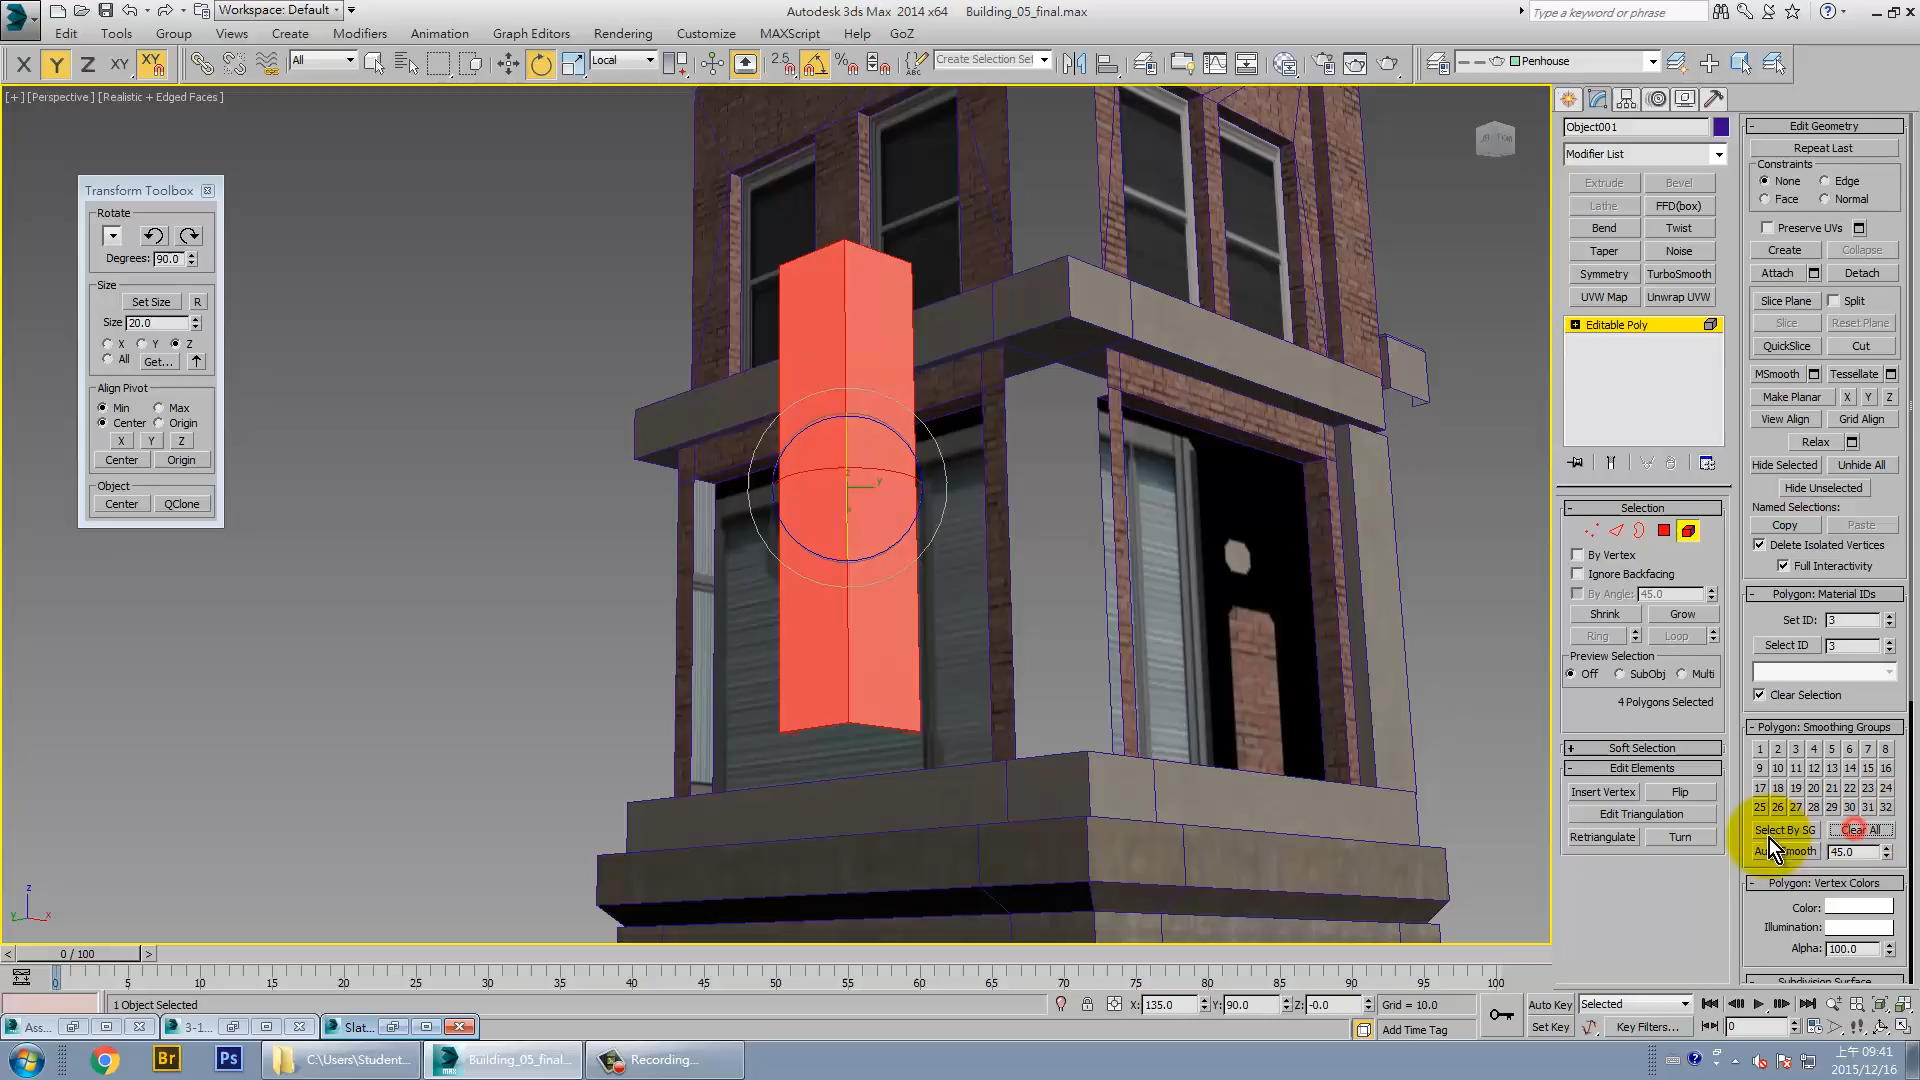 Workspace: Default
Autodesk 3ds Max 2014 x64 Building_05_final.max
Type a keyword or phrase
Edit Tools Group Views Create Modifiers Animation Graph Editors Rendering Customize MAXScript Help GoZ
X Y Z XY XY All Local 2.5 Create Selection Set Penhouse
[+] [Perspective ] [Realistic + Edged Faces ]
Transform Toolbox
Rotate
Degrees: 90.0
Size
Set Size R
Size 20.0
X Y Z
All Get...
Align Pivot
Min Max
Center Origin
X Y Z
Center Origin
Object
Center QClone
Object001
Modifier List
Extrude Bevel
Lathe FFD(box)
Bend Twist
Taper Noise
Symmetry TurboSmooth
UVW Map Unwrap UVW
Editable Poly
Selection
By Vertex
Ignore Backfacing
By Angle: 45.0
Shrink Grow
Ring Loop
Preview Selection
Off SubObj Multi
4 Polygons Selected
Soft Selection
Edit Elements
Insert Vertex Flip
Edit Triangulation
Retriangulate Turn
Edit Geometry
Repeat Last
Constraints
None Edge
Face Normal
Preserve UVs
Create Collapse
Attach Detach
Slice Plane Split
Slice Reset Plane
QuickSlice Cut
MSmooth Tessellate
Make Planar X Y Z
View Align Grid Align
Relax
Hide Selected Unhide All
Hide Unselected
Named Selections:
Copy Paste
Delete Isolated Vertices
Full Interactivity
Polygon: Material IDs
Set ID: 3
Select ID 3
Clear Selection
Polygon: Smoothing Groups
1 2 3 4 5 6 7 8
9 10 11 12 13 14 15 16
17 18 19 20 21 22 23 24
25 26 27 28 29 30 31 32
Select By SG Clear All
45.0
Polygon: Vertex Colors
Color:
Illumination:
Alpha: 100.0
Subdivision Surface
z
y x
0 / 100
0 5 10 15 20 25 30 35 40 45 50 55 60 65 70 75 80 85 90 95 100
1 Object Selected X: 135.0 Y: 90.0 Z: -0.0 Grid = 10.0 Auto Key Selected
Ass... 3-1... Slat... Add Time Tag Set Key Key Filters... 0
Br Ps C:\Users\Student... Building_05_final... Recording...
上午 09:41
2015/12/16